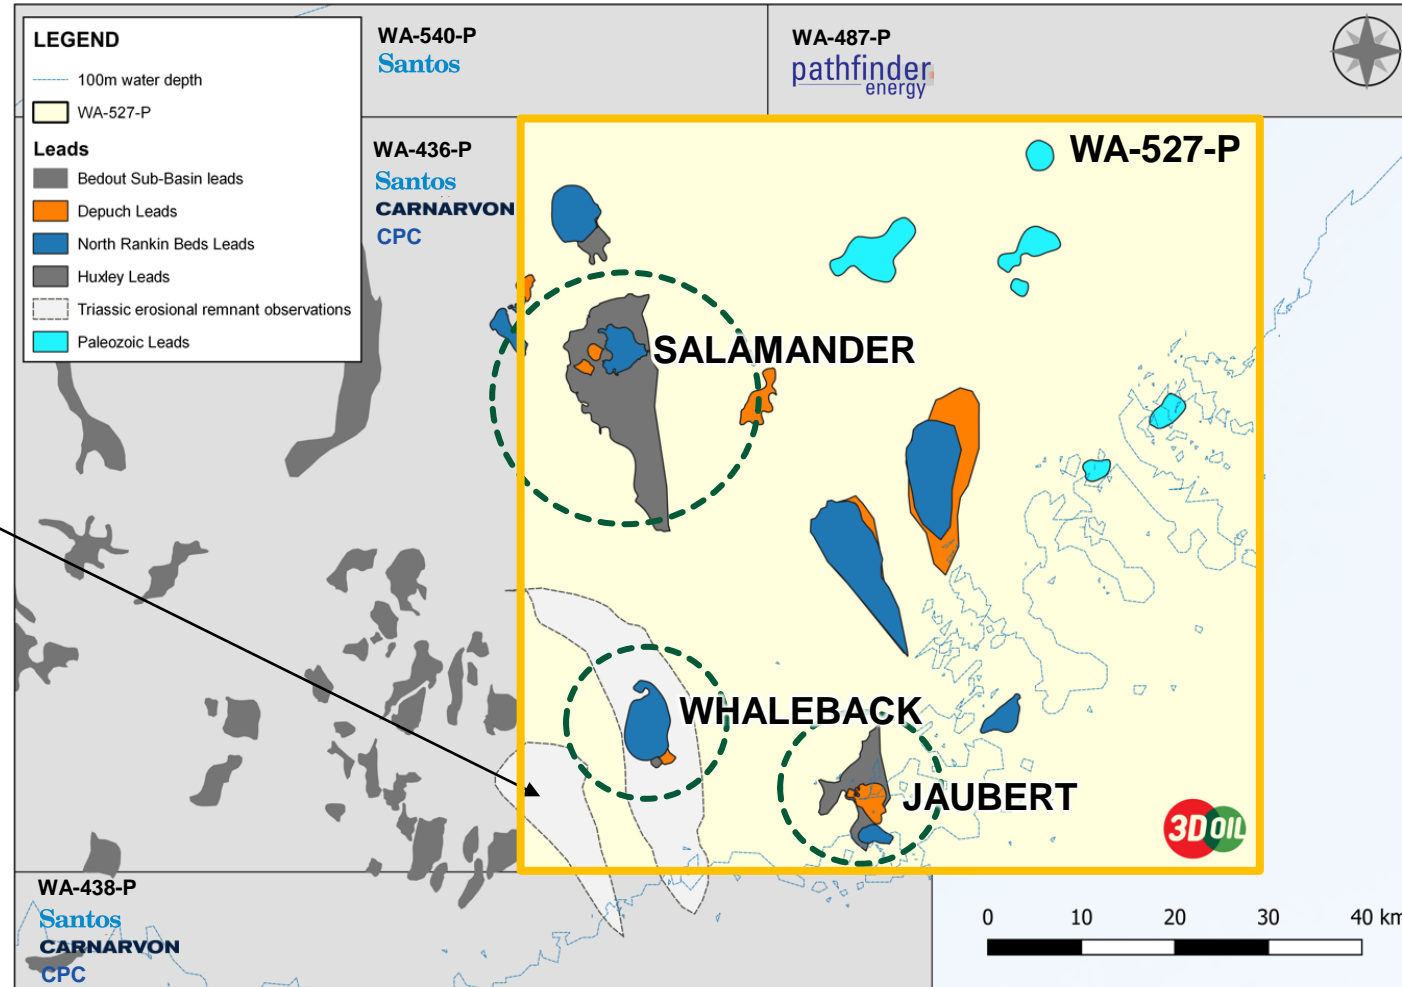 LEGEND
100m water depth
WA-527-P
Leads
Bedout Sub-Basin leads
Depuch Leads
North Rankin Beds Leads
Huxley Leads
Triassic erosional remnant observations
Paleozoic Leads
WA-540-P
Santos
WA-487-P
pathfinder
energy
WA-436-P
Santos
CARNARVON
CPC
WA-527-P
SALAMANDER
WHALEBACK
JAUBERT
3D OIL
WA-438-P
Santos
CARNARVON
CPC
0 10 20 30 40 km